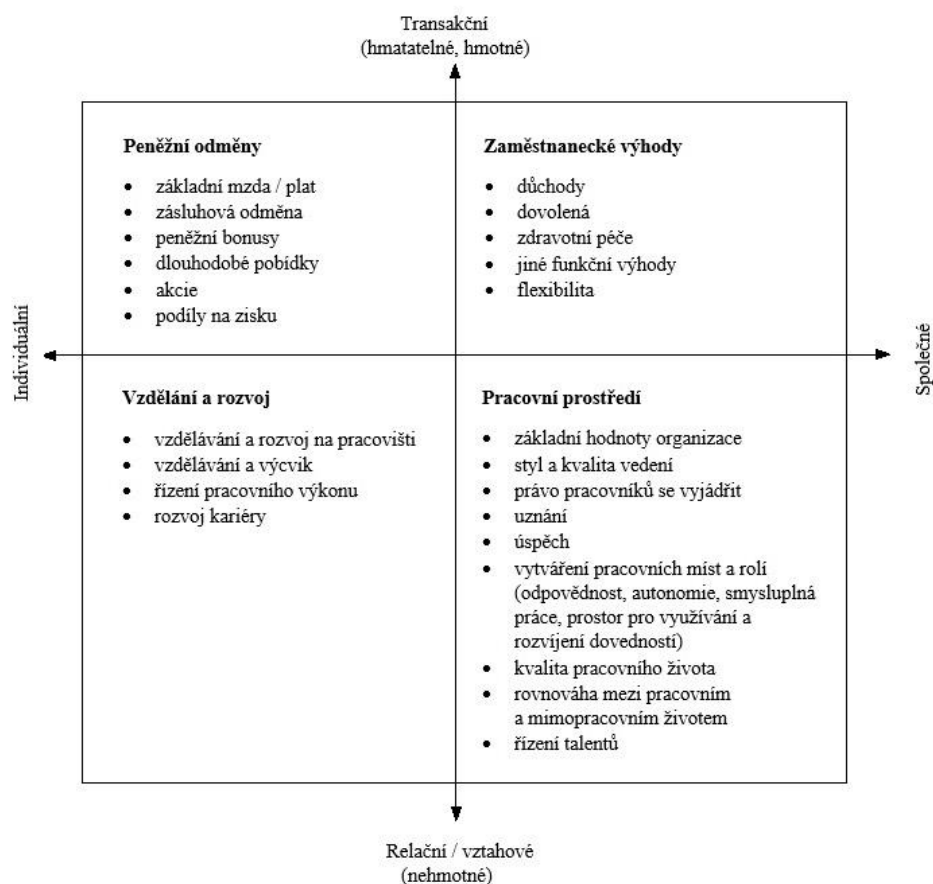 Transakční
(hmatatelné, hmotné)
Peněžní odměny
• základní mzda / plat
• zásluhová odměna
• peněžní bonusy
• dlouhodobé pobídky
• akcie
• podíly na zisku
Zaměstnanecké výhody
• důchody
• dovolená
• zdravotní péče
• jiné funkční výhody
• flexibilita
Individuální
Společné
Vzdělání a rozvoj
• vzdělávání a rozvoj na pracovišti
• vzdělávání a výcvik
• řízení pracovního výkonu
• rozvoj kariéry
Pracovní prostředí
• základní hodnoty organizace
• styl a kvalita vedení
• právo pracovníků se vyjádřit
• uznání
• úspěch
• vytváření pracovních míst a rolí
(odpovědnost, autonomie, smysluplná
práce, prostor pro využívání a
rozvíjení dovedností)
• kvalita pracovního života
• rovnováha mezi pracovním
a mimopracovním životem
• řízení talentů
Relační / vztahové
(nehmotné)